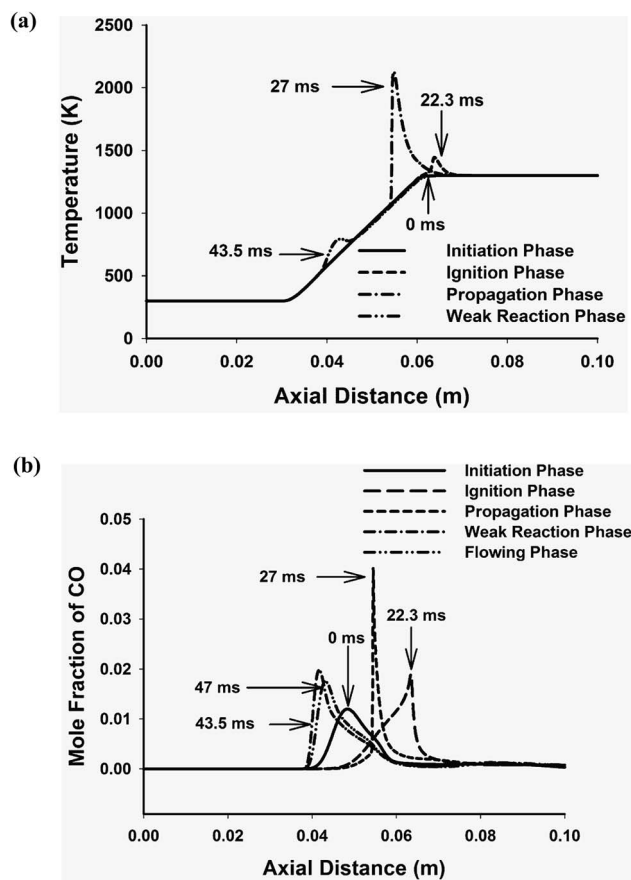 (a)
2500
2000
1500
1000
500
0
Temperature (K)
27 ms
22.3 ms
0 ms
43.5 ms
Initiation Phase
Ignition Phase
Propagation Phase
Weak Reaction Phase
0.00 0.02 0.04 0.06 0.08 0.10
Axial Distance (m)
(b)
Initiation Phase
Ignition Phase
Propagation Phase
Weak Reaction Phase
Flowing Phase
0.05
0.04
0.03
0.02
0.01
0.00
Mole Fraction of CO
27 ms
22.3 ms
0 ms
47 ms
43.5 ms
0.00 0.02 0.04 0.06 0.08 0.10
Axial Distance (m)